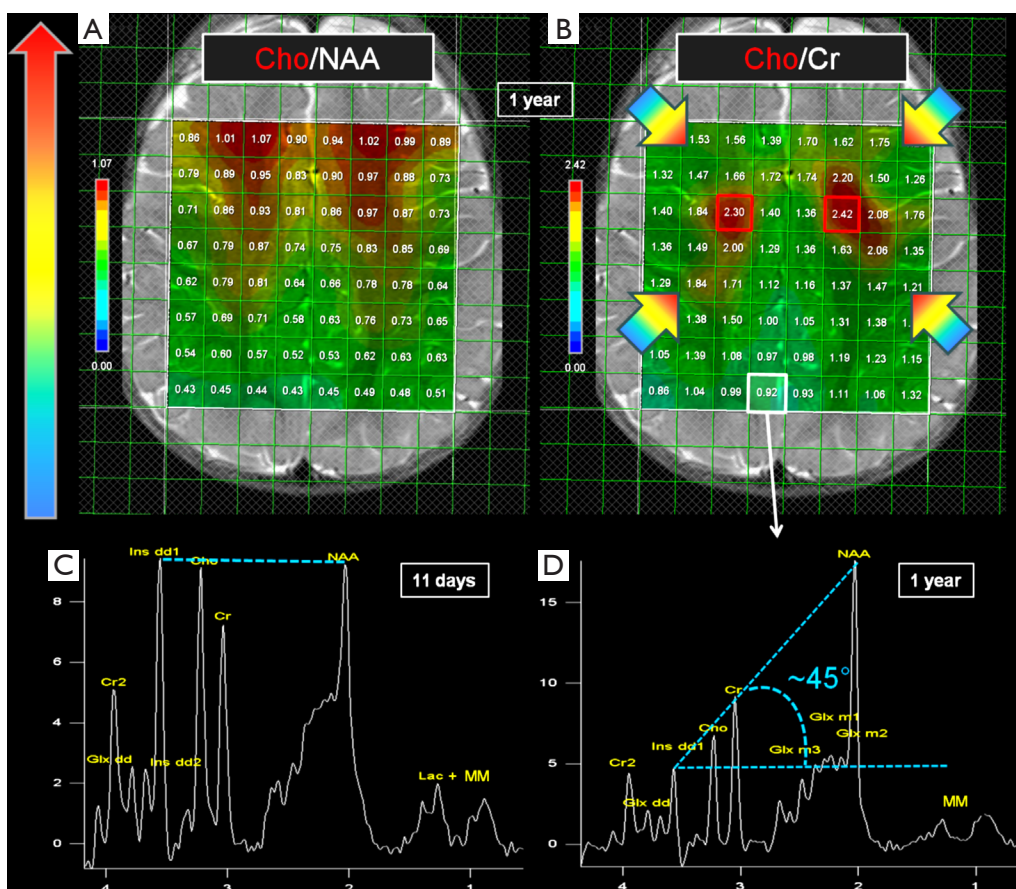 A
Cho/NAA
1 year
B
Cho/Cr
1.07
0.00
0.86 1.01 1.07 0.90 0.94 1.02 0.99 0.89
0.79 0.89 0.95 0.83 0.90 0.97 0.88 0.73
0.71 0.86 0.93 0.81 0.86 0.97 0.87 0.73
0.67 0.79 0.87 0.74 0.75 0.83 0.85 0.69
0.62 0.79 0.81 0.64 0.66 0.78 0.78 0.64
0.57 0.69 0.71 0.58 0.63 0.76 0.73 0.65
0.54 0.60 0.57 0.52 0.53 0.62 0.63 0.63
0.43 0.45 0.44 0.43 0.45 0.49 0.48 0.51
2.42
0.00
1.53 1.56 1.39 1.70 1.62 1.75
1.32 1.47 1.66 1.72 1.74 2.20 1.50 1.26
1.40 1.84 2.30 1.40 1.36 2.42 2.08 1.76
1.36 1.49 2.00 1.29 1.36 1.63 2.06 1.35
1.29 1.84 1.71 1.12 1.16 1.37 1.47 1.21
1.38 1.50 1.00 1.05 1.31 1.38 1.
1.05 1.39 1.08 0.97 0.98 1.19 1.23 1.15
0.86 1.04 0.99 0.92 0.93 1.11 1.06 1.32
C
11 days
Ins dd1
Cho
NAA
Cr
Cr2
Glx dd
Ins dd2
Lac + MM
8
6
4
2
0
4 3 2 1
D
1 year
NAA
~45°
Cr
Cho
Glx m1
Glx m2
Glx m3
Ins dd1
Cr2
Glx dd
MM
15
10
5
0
4 3 2 1